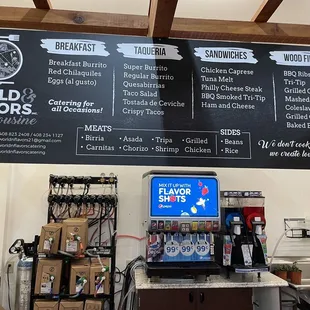 BREAKFAST
Breakfast Burrito
Red Chilaquiles
Eggs (al gusto)
Catering for
all Occasions!
TAQUERIA
Super Burrito
Regular Burrito
Quesabirrias
Taco Salad
Tostada de Ceviche
Crispy Tacos
SANDWICHES
Chicken Caprese
Tuna Melt
Philly Cheese Steak
BBQ Smoked Tri-Tip
Ham and Cheese
WOOD FI
BBQ Ribs
Tri-Tip
Grilled
Mashed
Coleslaw
Grilled
Baked
MEATS
• Birria • Asada • Tripa • Grilled
• Carnitas • Chorizo • Shrimp Chicken
SIDES
• Beans
• Rice
LD &
ORS
usine
We don't cook
we create lo
MIX IT UP WITH
FLAVOR
SHOTS
99¢ 99¢ 99¢